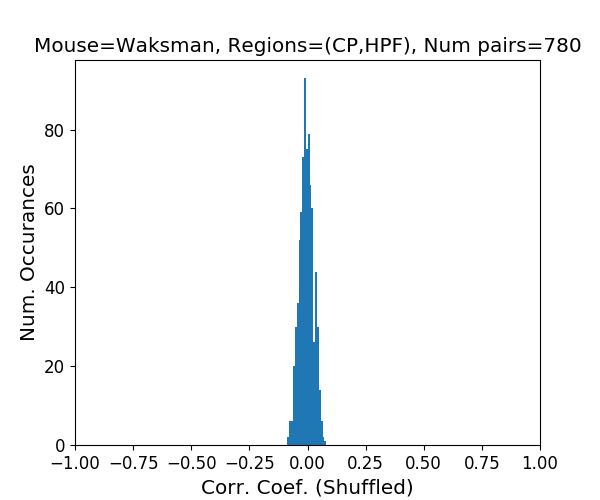 Mouse=Waksman, Regions=(CP,HPF), Num pairs=780
Num. Occurances
80
60
40
20
0
−1.00 −0.75 −0.50 −0.25 0.00 0.25 0.50 0.75 1.00
Corr. Coef. (Shuffled)